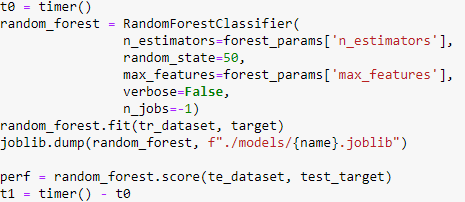 t0 = timer()
random_forest = RandomForestClassifier(
                n_estimators=forest_params['n_estimators'],
                random_state=50,
                max_features=forest_params['max_features'],
                verbose=False,
                n_jobs=-1)
random_forest.fit(tr_dataset, target)
joblib.dump(random_forest, f"./models/{name}.joblib")

perf = random_forest.score(te_dataset, test_target)
t1 = timer() - t0